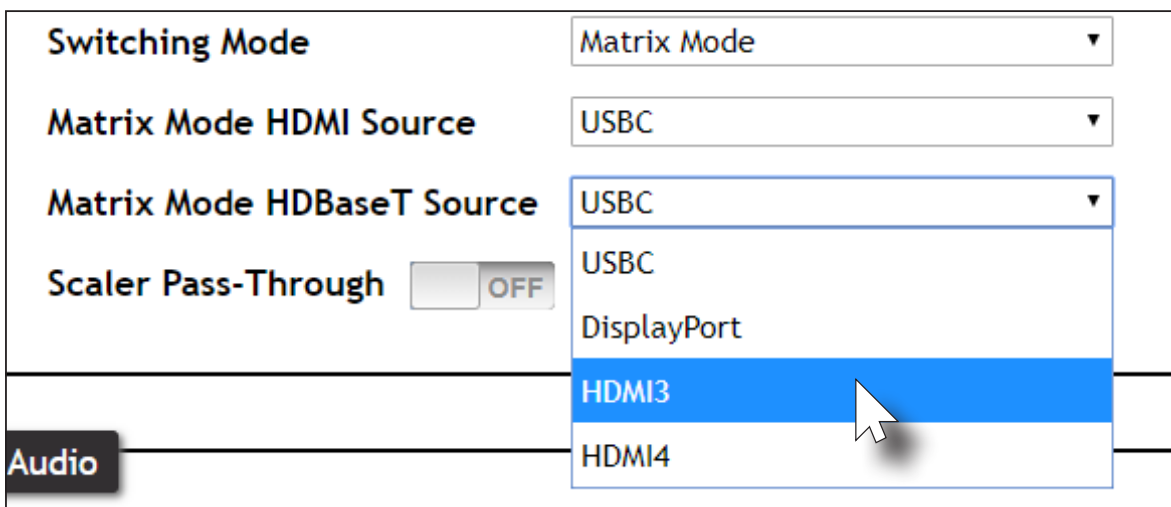 Switching Mode Matrix Mode
Matrix Mode HDMI Source USBC
Matrix Mode HDBaseT Source USBC
USBC
Scaler Pass-Through OFF
DisplayPort
HDMI3
HDMI4
Audio